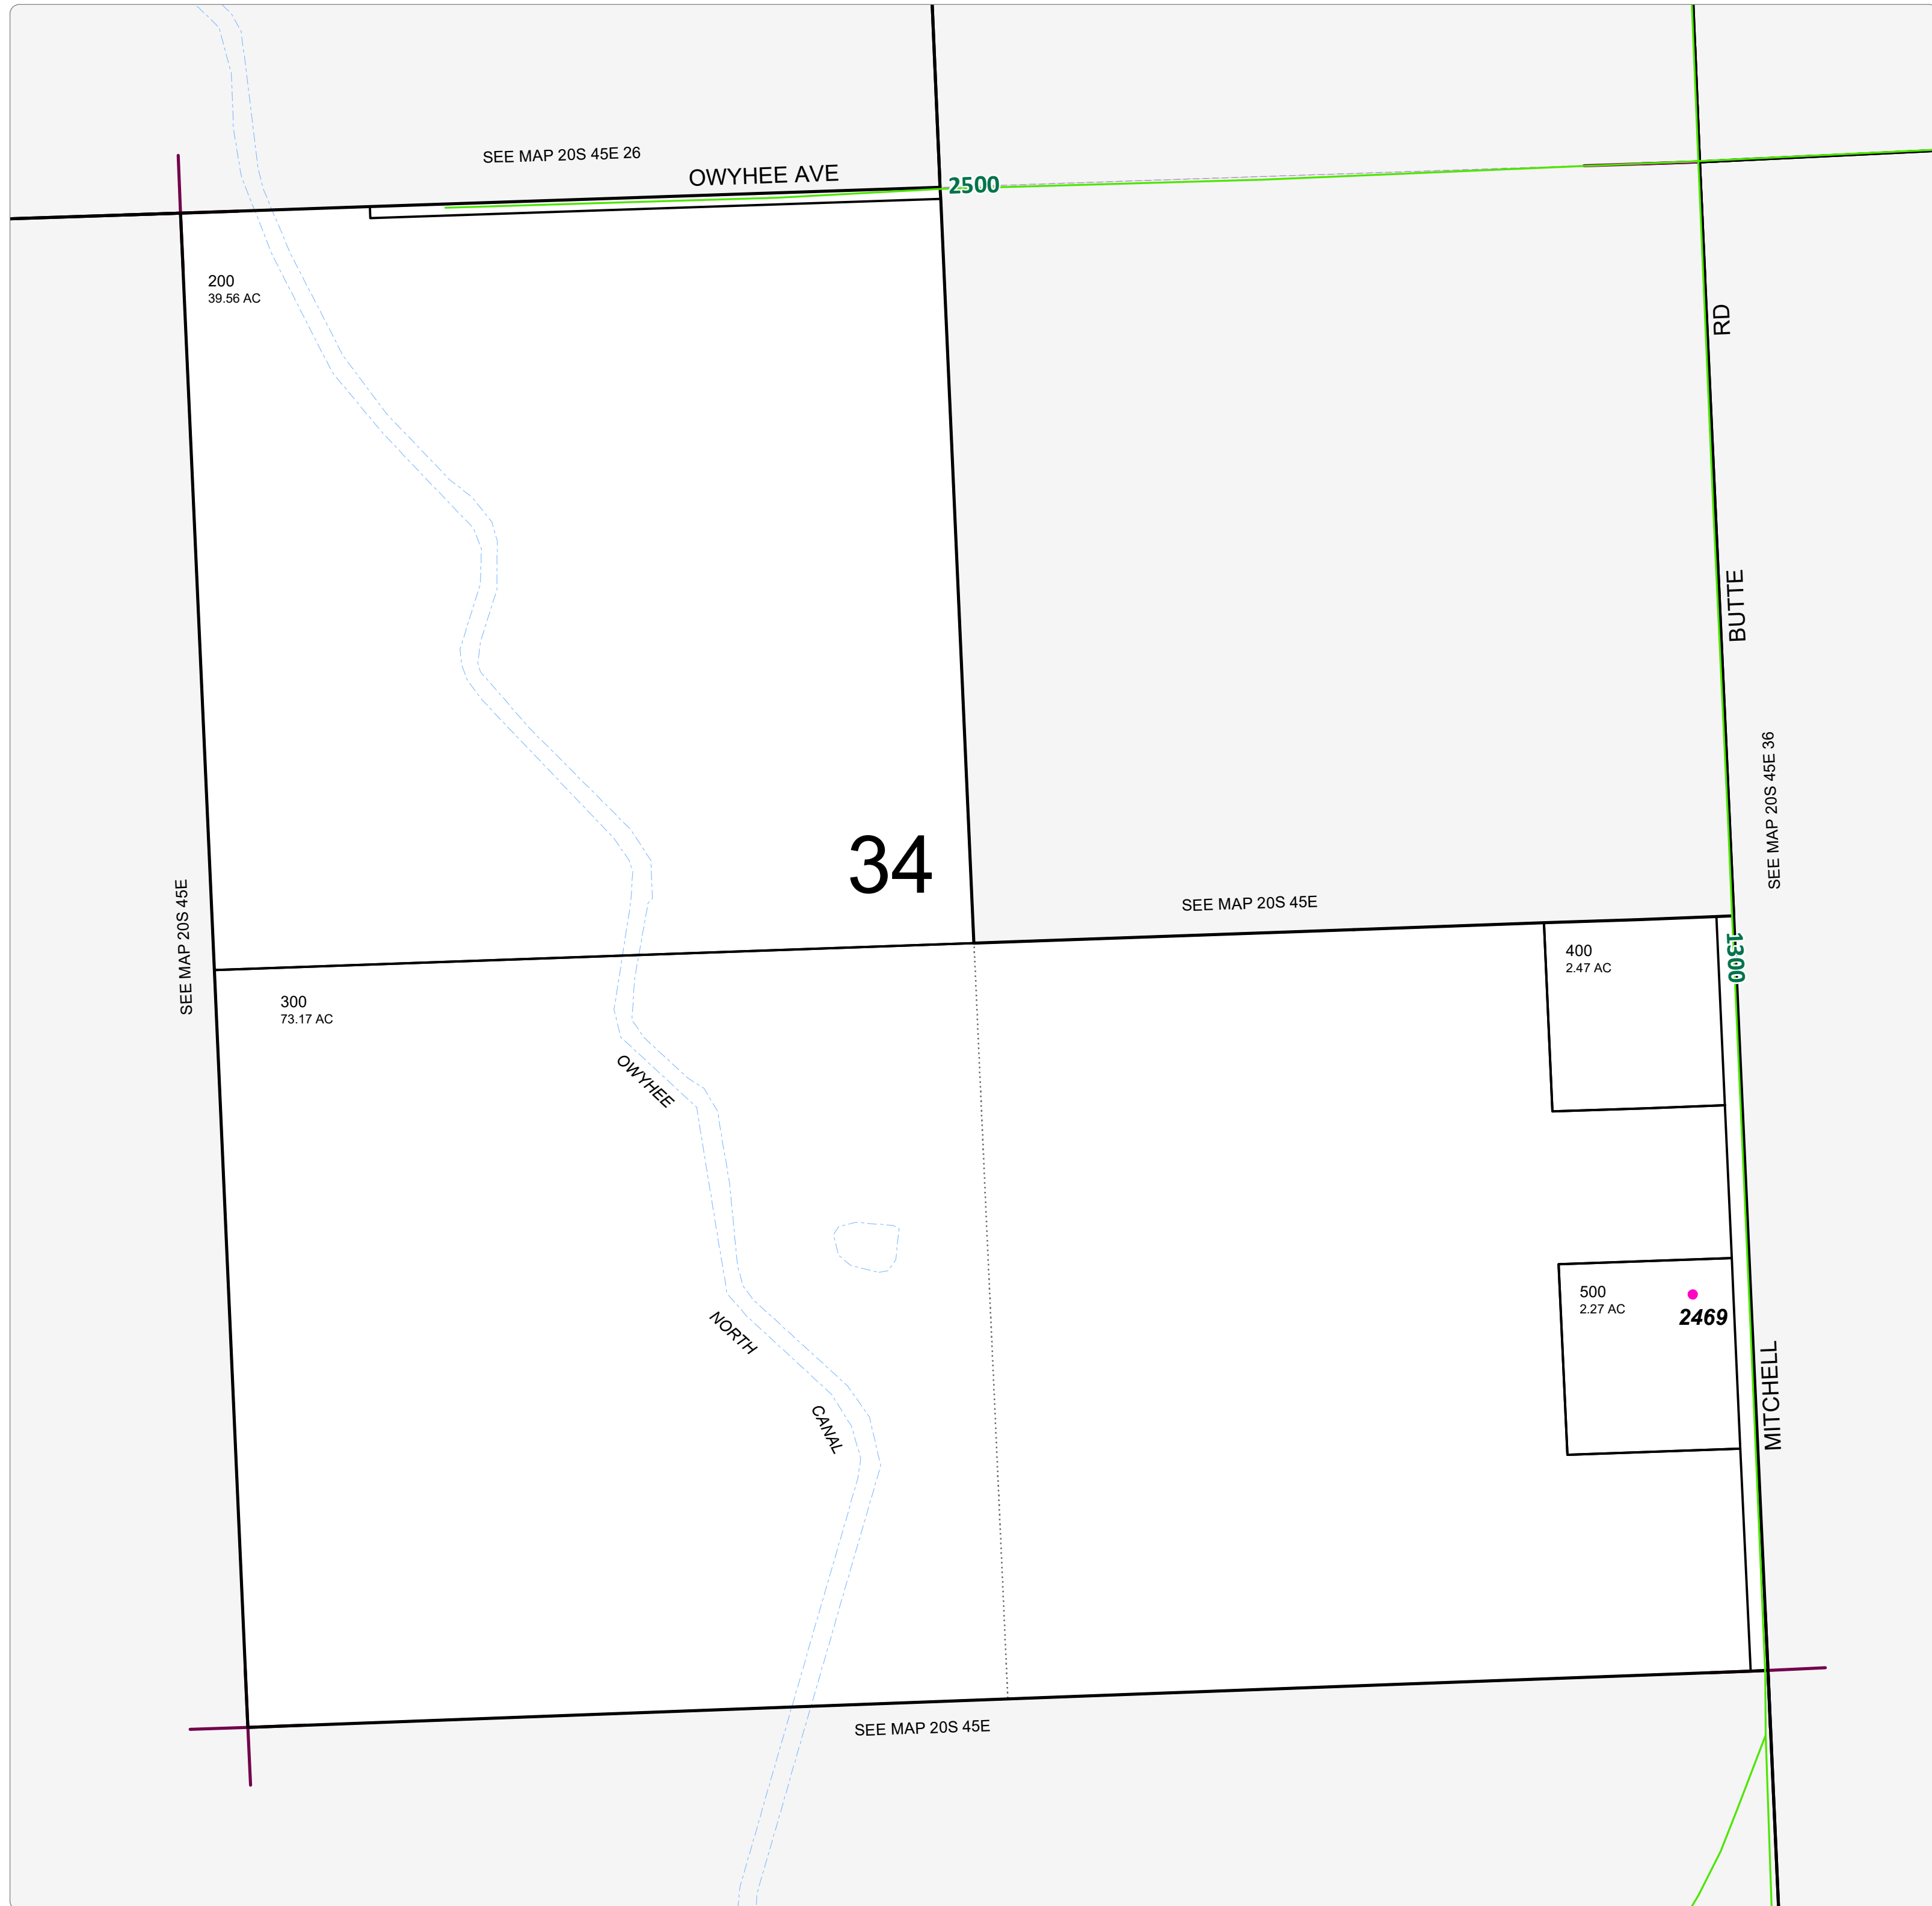 SEE MAP 20S 45E 26
OWYHEE AVE
2500
200
39.56 AC
RD
BUTTE
SEE MAP 20S 45E 36
34
SEE MAP 20S 45E
SEE MAP 20S 45E
1300
400
2.47 AC
300
73.17 AC
OWYHEE
NORTH
CANAL
500
2.27 AC
2469
MITCHELL
SEE MAP 20S 45E